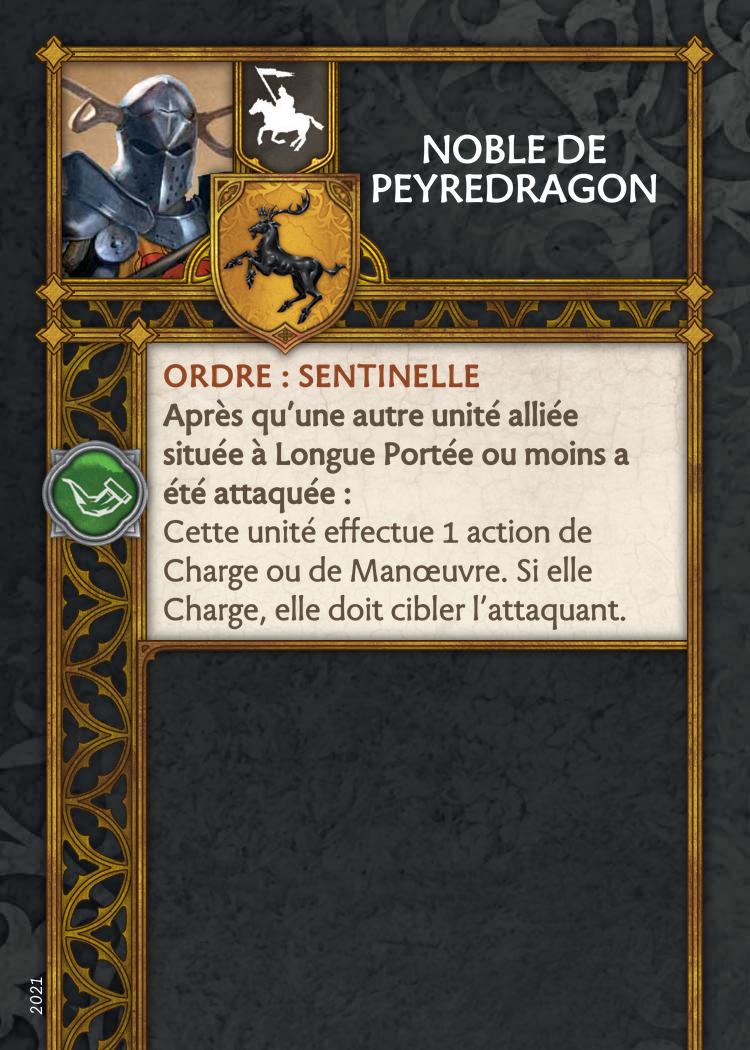 NOBLE DE
PEYREDRAGON
ORDRE : SENTINELLE
Après qu'une autre unité alliée
située à Longue Portée ou moins a
été attaquée :
Cette unité effectue 1 action de
Charge ou de Manœuvre. Si elle
Charge, elle doit cibler l'attaquant.
2021